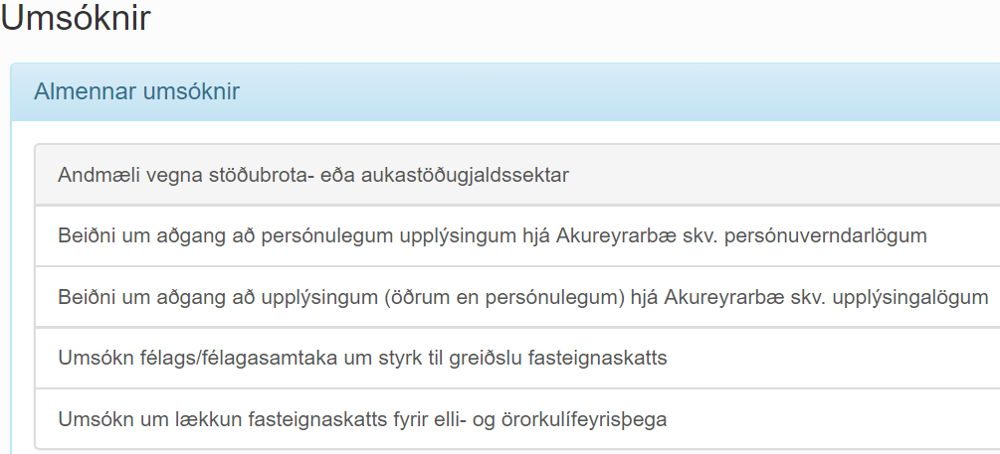 Umsóknir
Almennar umsóknir
Andmæli vegna stöðubrota- eða aukastöðugjaldssektar
Beiðni um aðgang að persónulegum upplýsingum hjá Akureyrarbæ skv. persónuverndarlögum
Beiðni um aðgang að upplýsingum (öðrum en persónulegum) hjá Akureyrarbæ skv. upplýsingalögum
Umsókn félags/félagasamtaka um styrk til greiðslu fasteignaskatts
Umsókn um lækkun fasteignaskatts fyrir elli- og örorkulífeyrisþega